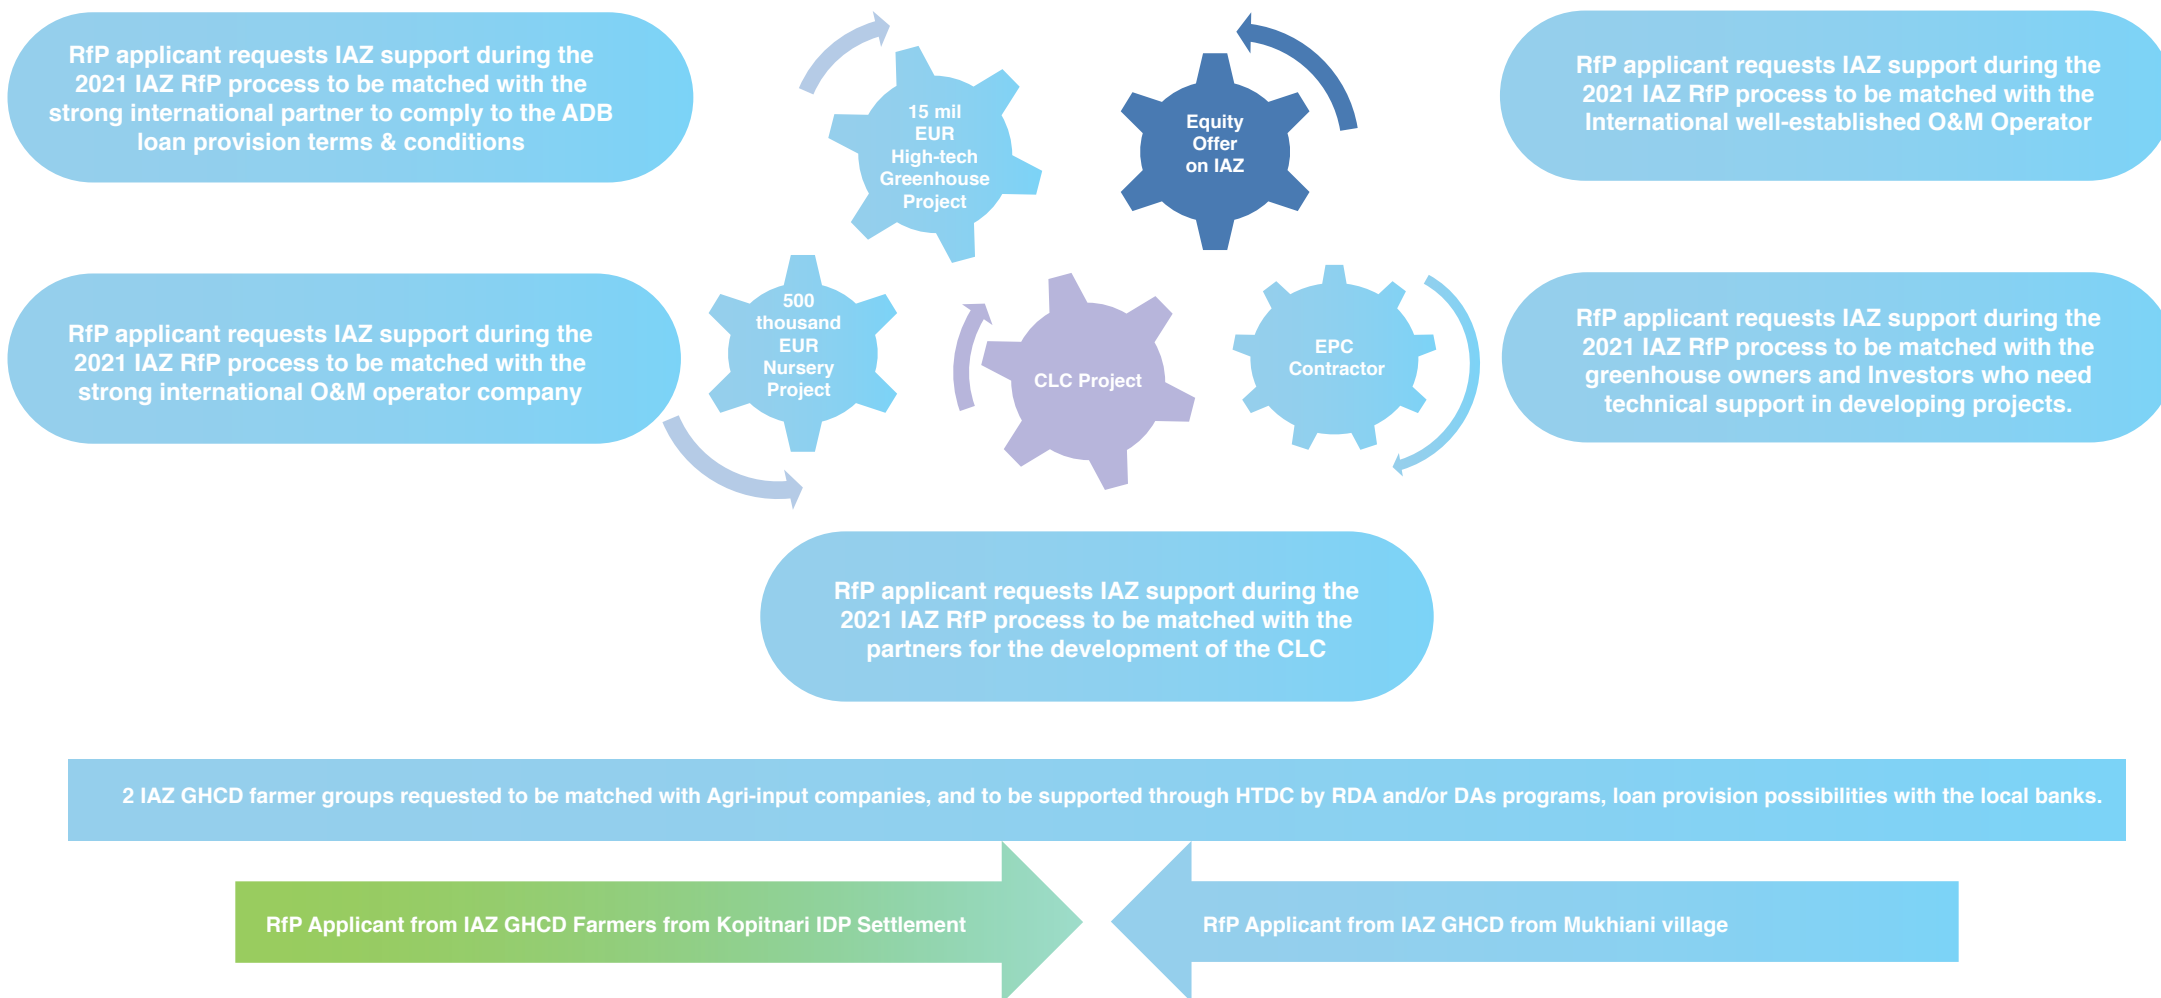 RfP applicant requests IAZ support during the
2021 IAZ RfP process to be matched with the
strong international partner to comply to the ADB
loan provision terms & conditions
15 mil
EUR
High-tech
Greenhouse
Project
Equity
Offer
on IAZ
RfP applicant requests IAZ support during the
2021 IAZ RfP process to be matched with the
International well-established O&M Operator
RfP applicant requests IAZ support during the
2021 IAZ RfP process to be matched with the
strong international O&M operator company
500
thousand
EUR
Nursery
Project
CLC Project
EPC
Contractor
RfP applicant requests IAZ support during the
2021 IAZ RfP process to be matched with the
greenhouse owners and Investors who need
technical support in developing projects.
RfP applicant requests IAZ support during the
2021 IAZ RfP process to be matched with the
partners for the development of the CLC
2 IAZ GHCD farmer groups requested to be matched with Agri-input companies, and to be supported through HTDC by RDA and/or DAs programs, loan provision possibilities with the local banks.
RfP Applicant from IAZ GHCD Farmers from Kopitnari IDP Settlement
RfP Applicant from IAZ GHCD from Mukhiani village